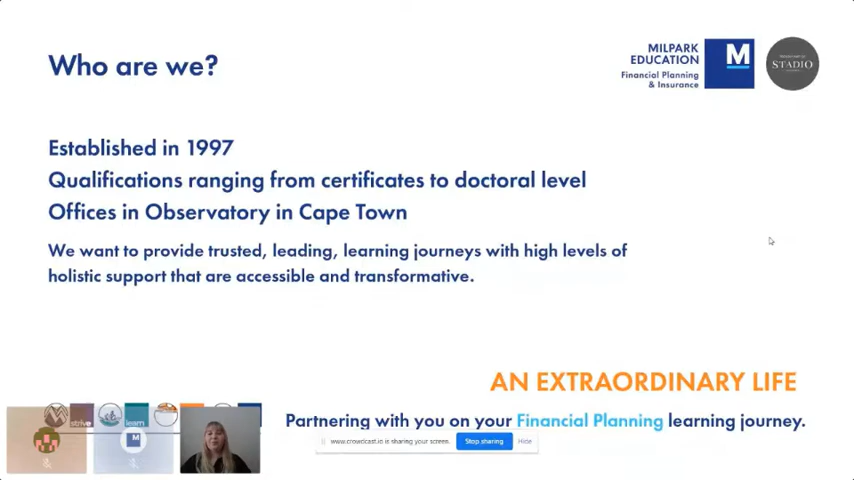 Who are we?
MILPARK
EDUCATION
Financial Planning
& Insurance
M
STADIO
Established in 1997
Qualifications ranging from certificates to doctoral level
Offices in Observatory in Cape Town
We want to provide trusted, leading, learning journeys with high levels of
holistic support that are accessible and transformative.
AN EXTRAORDINARY LIFE
strive
learn
Partnering with you on your Financial Planning learning journey.
www.crowdcast.io is sharing your screen.
Stop sharing
Hide
M